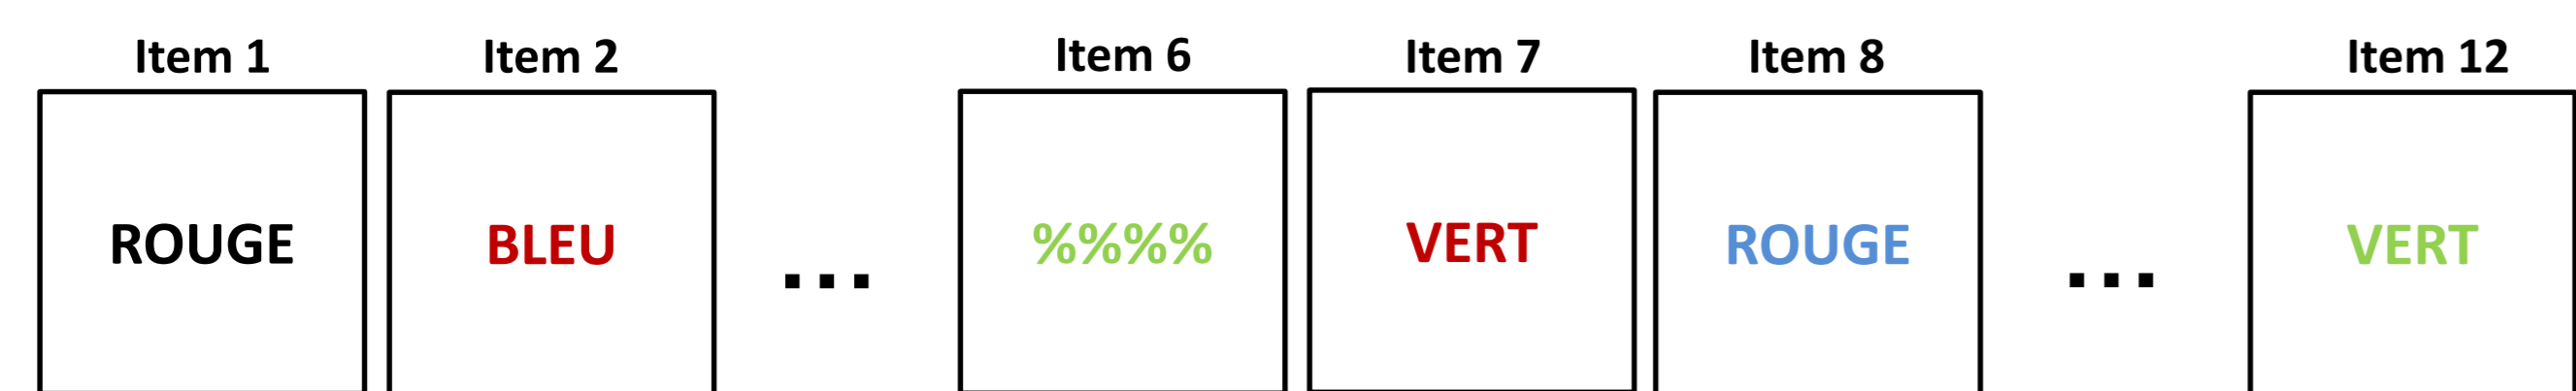 Item 1 Item 2 Item 6 Item 7 Item 8 Item 12
ROUGE BLEU ... %%%% VERT ROUGE ... VERT